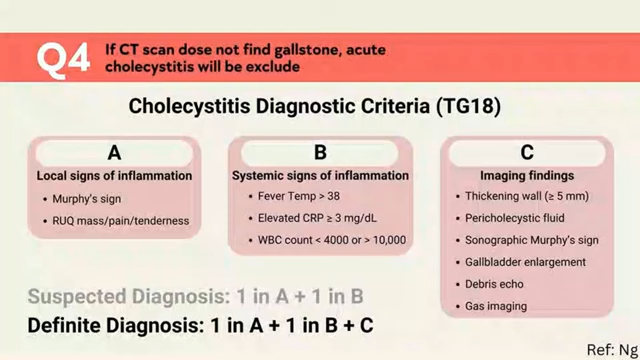 Q4
If CT scan dose not find gallstone, acute
cholecystitis will be exclude
Cholecystitis Diagnostic Criteria (TG18)
A
Local signs of inflammation
• Murphy's sign
• RUQ mass/pain/tenderness
B
Systemic signs of inflammation
• Fever Temp > 38
• Elevated CRP ≥ 3 mg/dL
• WBC count < 4000 or > 10,000
C
Imaging findings
• Thickening wall (≥ 5 mm)
• Pericholecystic fluid
• Sonographic Murphy's sign
• Gallbladder enlargement
• Debris echo
• Gas imaging
Suspected Diagnosis: 1 in A + 1 in B
Definite Diagnosis: 1 in A + 1 in B + C
Ref: Ng